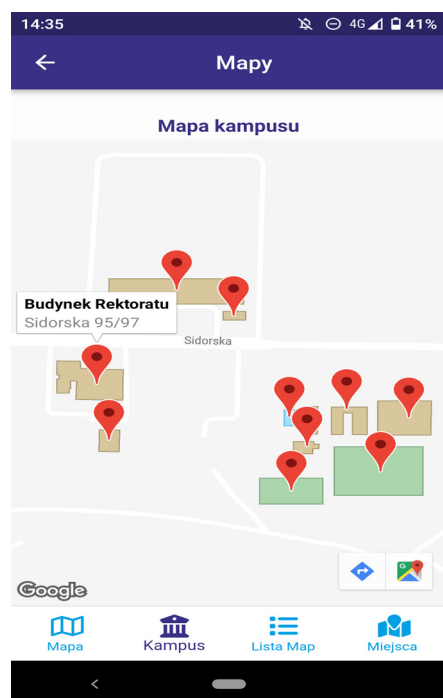 14:35 4G 41%
Mapy
Mapa kampusu
Budynek Rektoratu
Sidorska 95/97
Sidorska
Google
Mapa Kampus Lista Map Miejsca